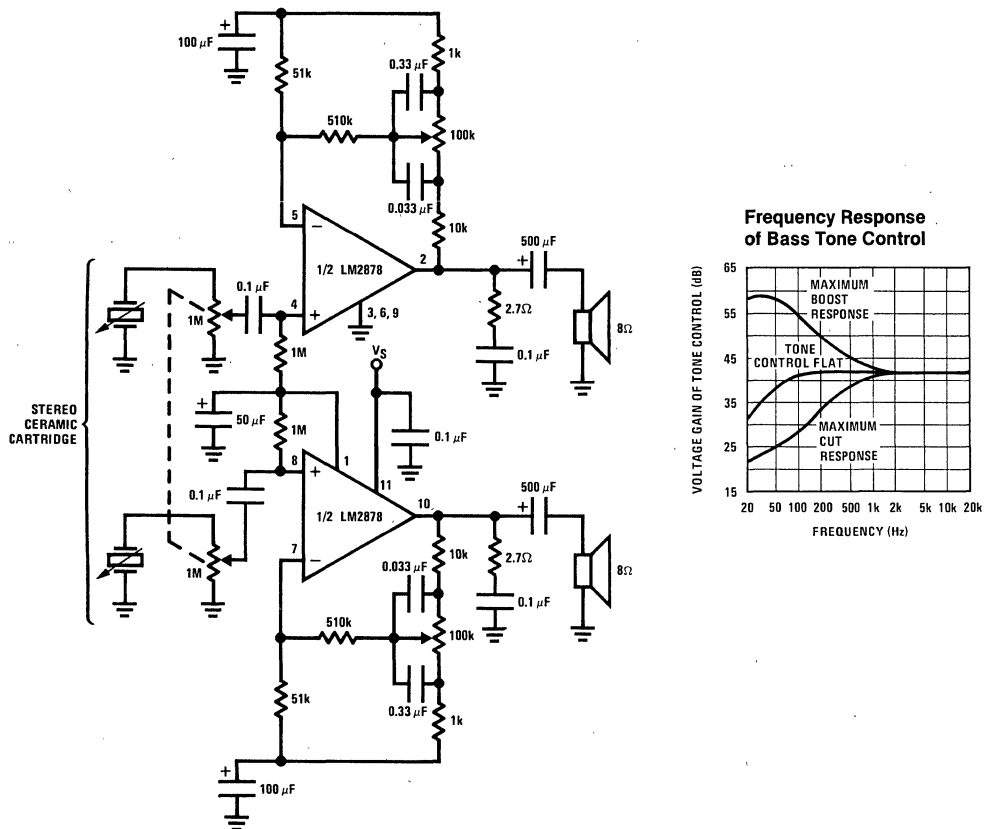 100 µF
51k
1k
0.33 µF
510k
100k
0.033 µF
10k
5
−
1/2 LM2878
2
+
500 µF
2.7Ω
0.1 µF
8Ω
0.1 µF
4
+
3, 6, 9
1M
1M
VS
STEREO
CERAMIC
CARTRIDGE
+
50 µF
1M
0.1 µF
8
+
1
11
0.1 µF
1/2 LM2878
10
+
500 µF
7
−
1M
10k
2.7Ω
0.1 µF
8Ω
0.033 µF
510k
100k
0.33 µF
51k
1k
+
100 µF
+
Frequency Response
of Bass Tone Control
VOLTAGE GAIN OF TONE CONTROL (dB)
65
55
45
35
25
15
MAXIMUM
BOOST
RESPONSE
TONE
CONTROL FLAT
MAXIMUM
CUT
RESPONSE
20 50 100 200 500 1k 2k 5k 10k 20k
FREQUENCY (Hz)